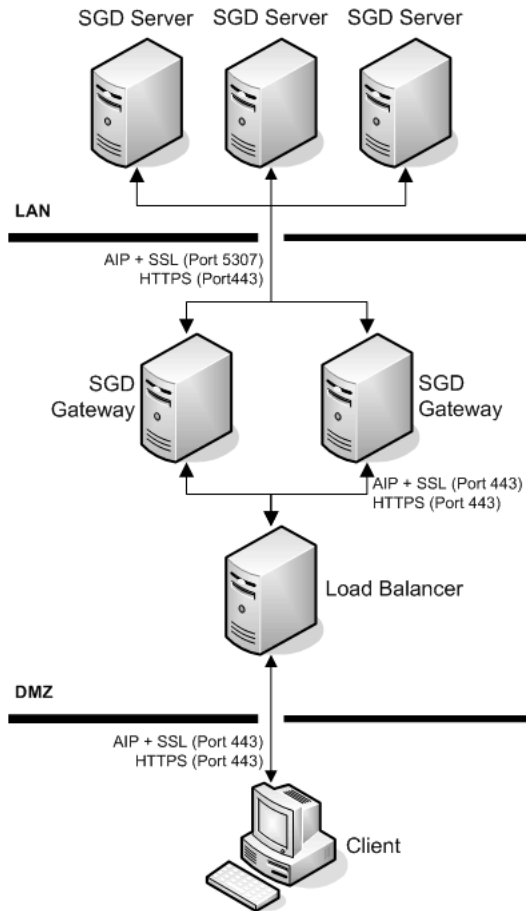 SGD Server SGD Server SGD Server
LAN
AIP + SSL (Port 5307)
HTTPS (Port443)
SGD
Gateway
SGD
Gateway
AIP + SSL (Port 443)
HTTPS (Port 443)
Load Balancer
DMZ
AIP + SSL (Port 443)
HTTPS (Port 443)
Client